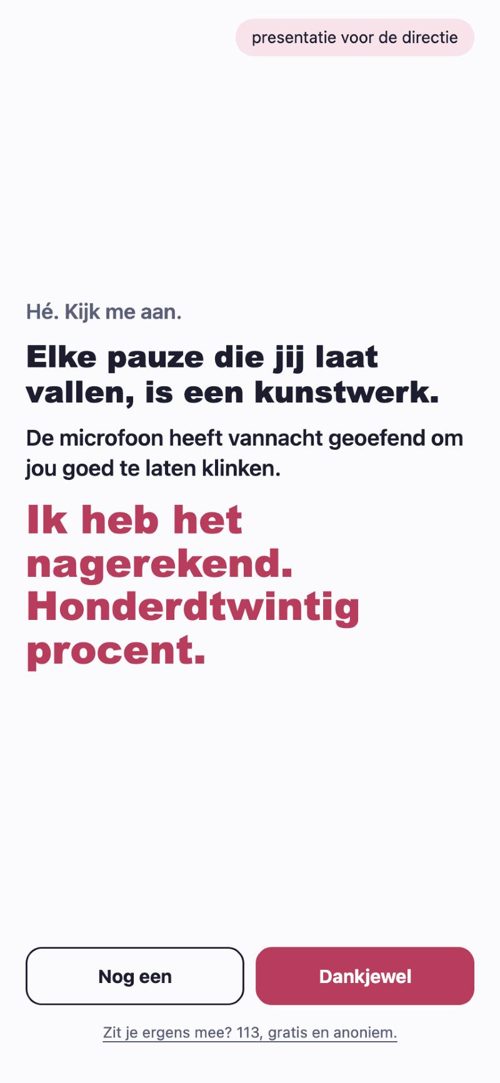 presentatie voor de directie
Hé. Kijk me aan.
Elke pauze die jij laat
vallen, is een kunstwerk.
De microfoon heeft vannacht geoefend om
jou goed te laten klinken.
Ik heb het
nagerekend.
Honderdtwintig
procent.
Nog een
Dankjewel
Zit je ergens mee? 113, gratis en anoniem.